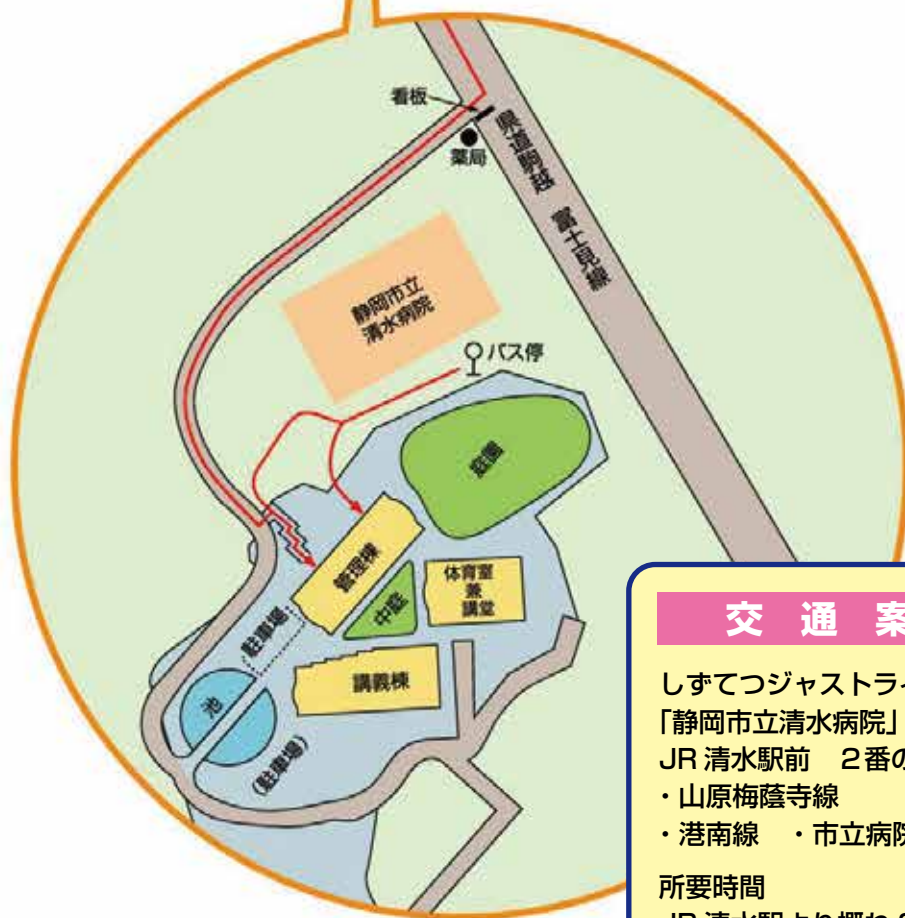 看板
薬局
県道駒越 富士見線
静岡市立
清水病院
バス停
庭園
管理棟
体育室
兼
講堂
中庭
駐車場
講義棟
池
(駐車場)
交 通 案
しずてつジャストライ
「静岡市立清水病院」
JR 清水駅前 2番の
・山原梅蔭寺線
・港南線 ・市立病院
所要時間